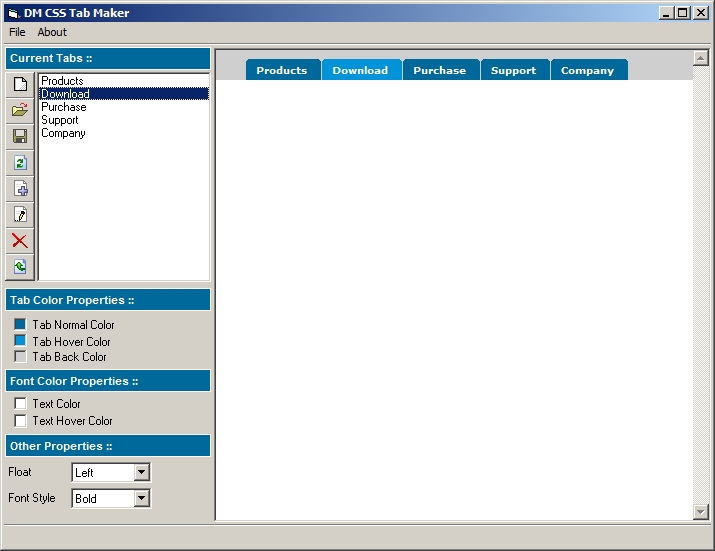 DM CSS Tab Maker
File About
Current Tabs ::
Products
Download
Purchase
Support
Company
Products Download Purchase Support Company
Tab Color Properties ::
Tab Normal Color
Tab Hover Color
Tab Back Color
Font Color Properties ::
Text Color
Text Hover Color
Other Properties ::
Float Left
Font Style Bold